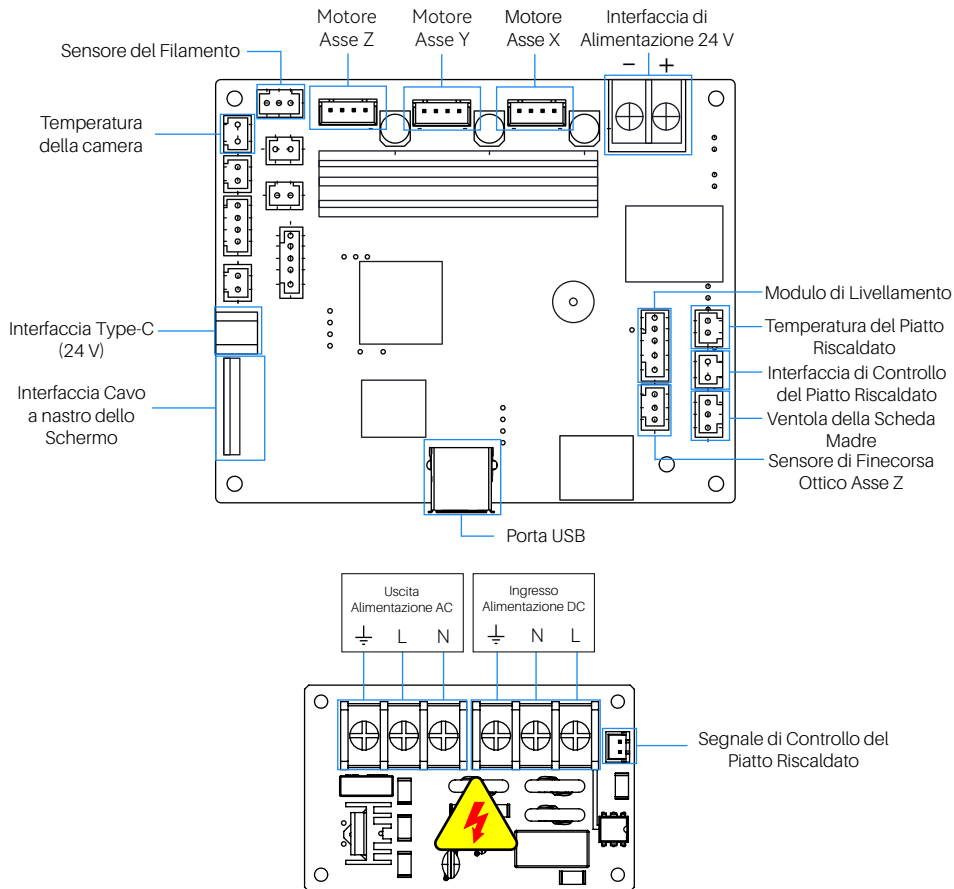 Motore
Asse Z
Motore
Asse Y
Motore
Asse X
Interfaccia di
Alimentazione 24 V
− +
Sensore del Filamento
Temperatura
della camera
Interfaccia Type-C
(24 V)
Interfaccia Cavo
a nastro dello
Schermo
Modulo di Livellamento
Temperatura del Piatto
Riscaldato
Interfaccia di Controllo
del Piatto Riscaldato
Ventola della Scheda
Madre
Sensore di Finecorsa
Ottico Asse Z
Porta USB
Uscita
Alimentazione AC
L N
Ingresso
Alimentazione DC
N L
Segnale di Controllo del
Piatto Riscaldato